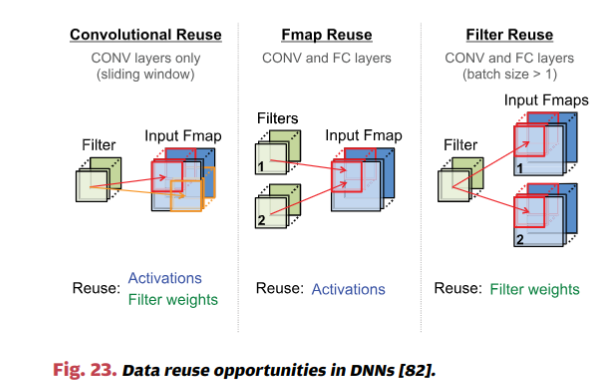 Convolutional Reuse
CONV layers only
(sliding window)
Filter
Input Fmap
Reuse:
Activations
Filter weights
Fmap Reuse
CONV and FC layers
Filters
Input Fmap
1
2
Reuse: Activations
Filter Reuse
CONV and FC layers
(batch size > 1)
Input Fmaps
Filter
1
2
Reuse: Filter weights
Fig. 23. Data reuse opportunities in DNNs [82].